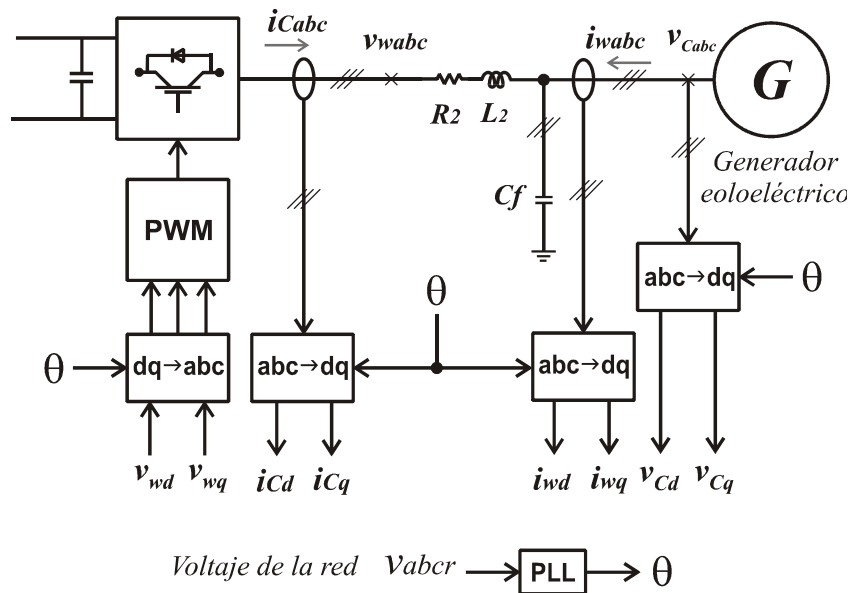 iCabc
vwabc
iwabc
vCabc
G
R2 L2
Generador
eoloeléctrico
Cf
PWM
abc→dq
θ
θ
θ
dq→abc
abc→dq
abc→dq
vwd vwq
iCd iCq
iwd iwq
vCd vCq
Voltaje de la red vabcr PLL θ